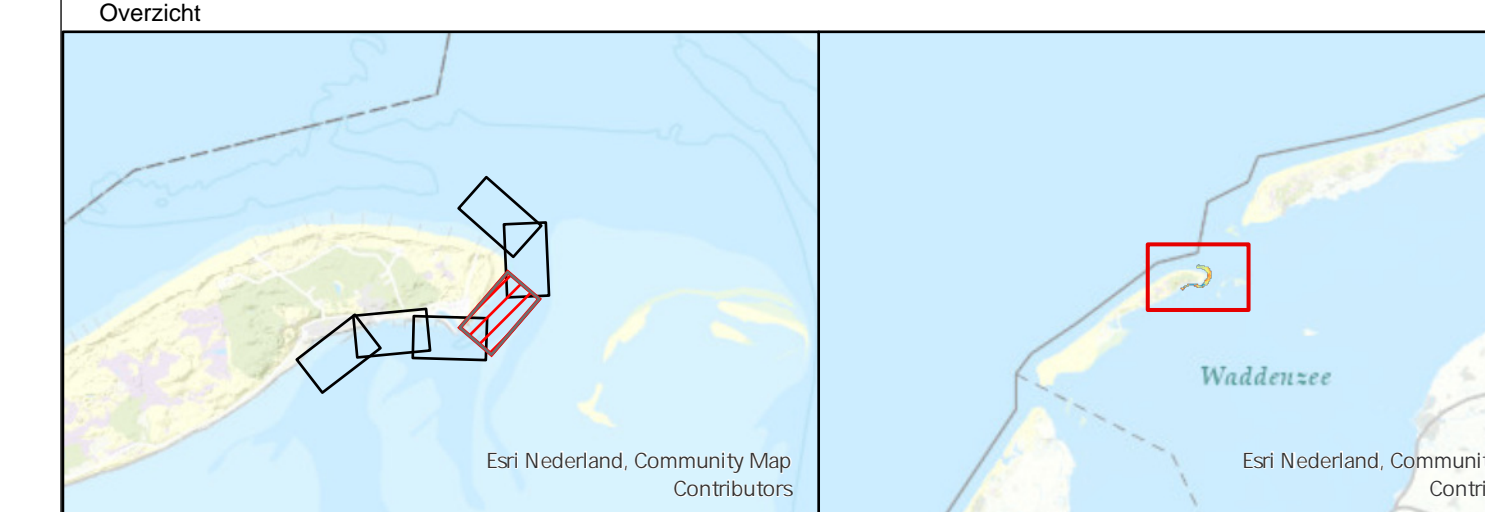 Overzicht
Esri Nederland, Community Map
Contributors
Waddenzee
Esri Nederland, Communit
Contri